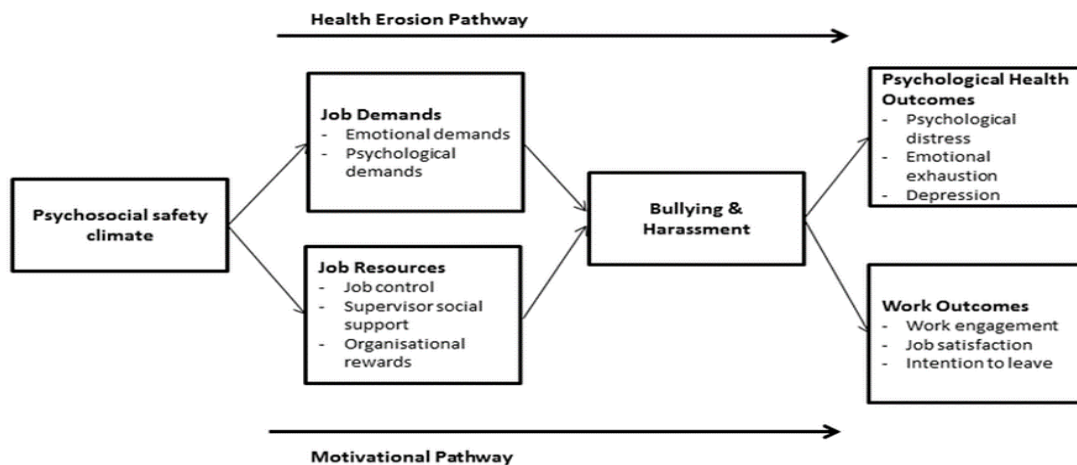 Health Erosion Pathway
Psychosocial safety
climate
Job Demands
- Emotional demands
- Psychological
demands
Job Resources
- Job control
- Supervisor social
support
- Organisational
rewards
Bullying &
Harassment
Psychological Health
Outcomes
- Psychological
distress
- Emotional
exhaustion
- Depression
Work Outcomes
- Work engagement
- Job satisfaction
- Intention to leave
Motivational Pathway